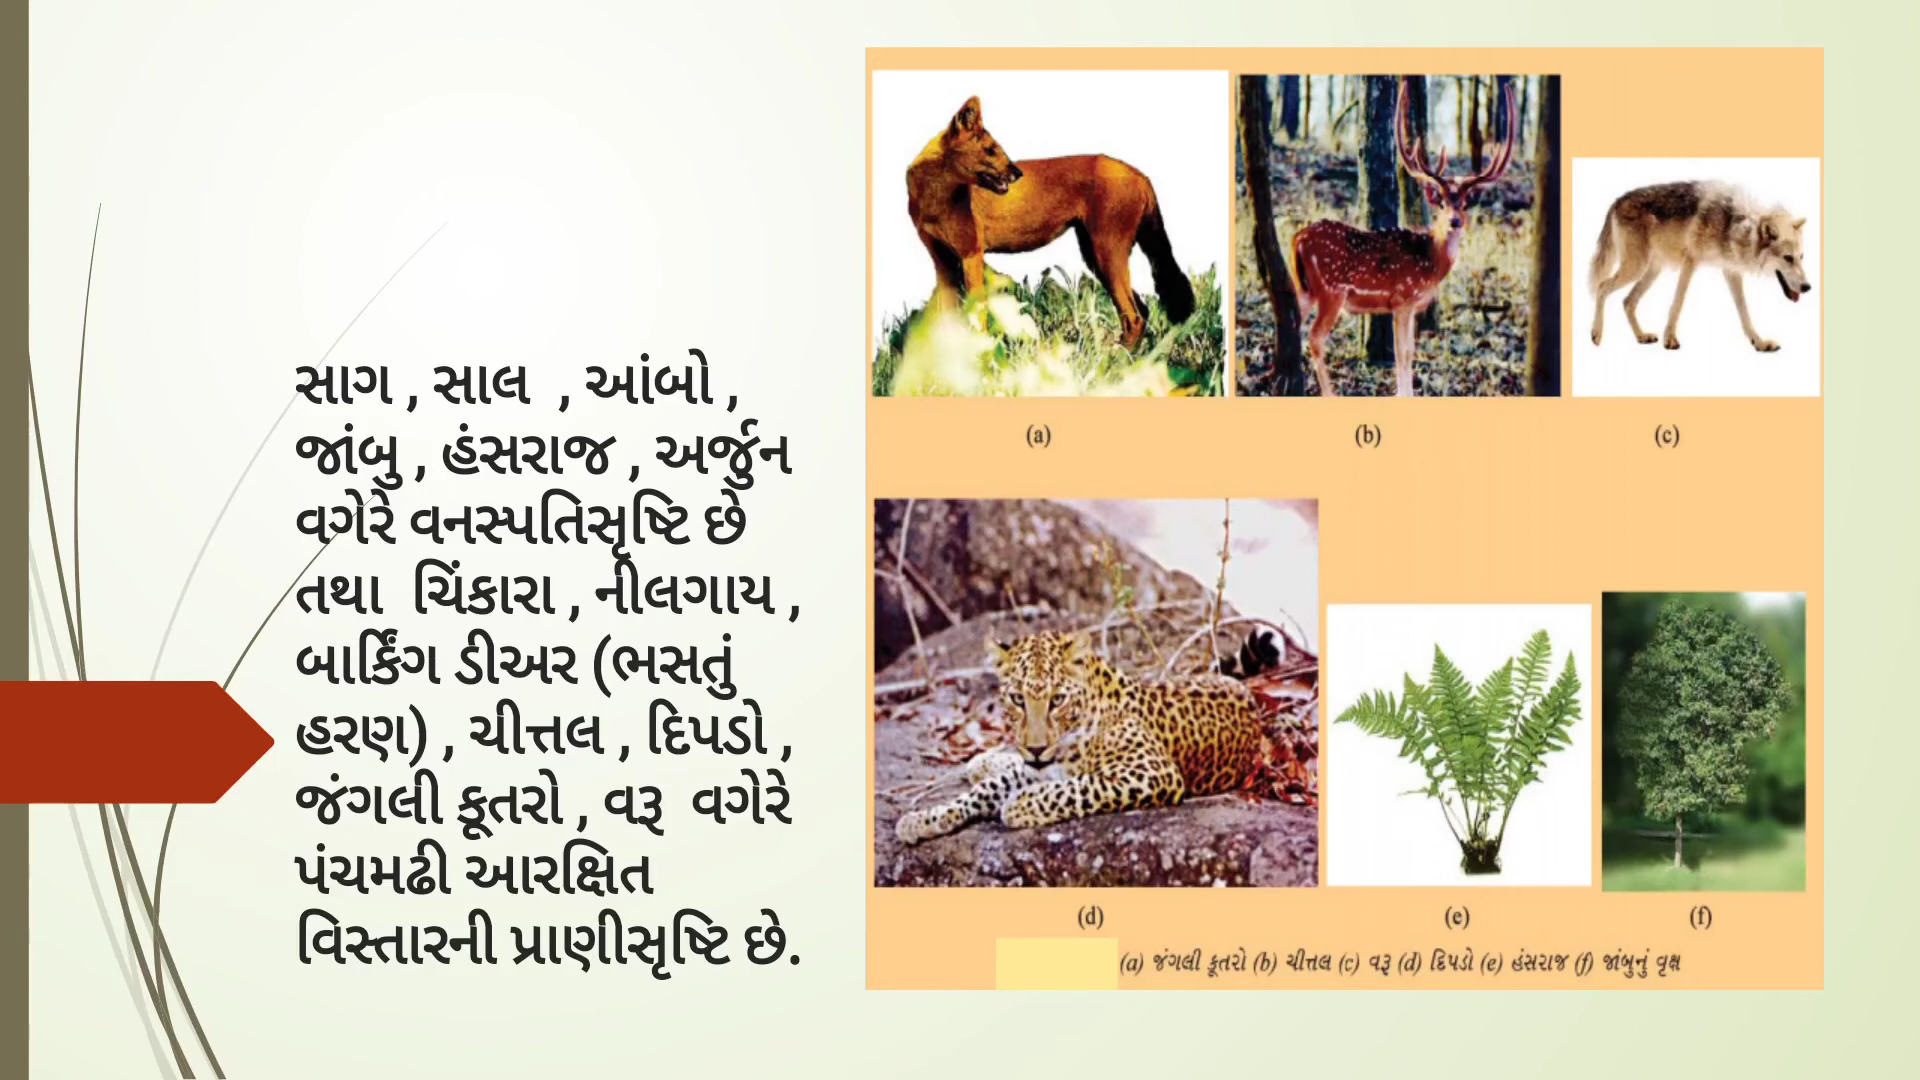 સાગ , સાલ , આંબો ,
જાંબુ , હંસરાજ , અર્જુન
વગેરે વનસ્પતિસૃષ્ટિ છે
તથા ચિંકારા , નીલગાય ,
બાર્કિંગ ડીઅર (ભસતું
હરણ) , ચીત્તલ , દિપડો ,
જંગલી કૂતરો , વરૂ વગેરે
પંચમઢી આરક્ષિત
વિસ્તારની પ્રાણીસૃષ્ટિ છે.
(a) (b) (c)
(d) (e) (f)
(a) જંગલી કૂતરો (b) ચીત્તલ (c) વરૂ (d) દિપડો (e) હંસરાજ (f) જાંબુનું વૃક્ષ